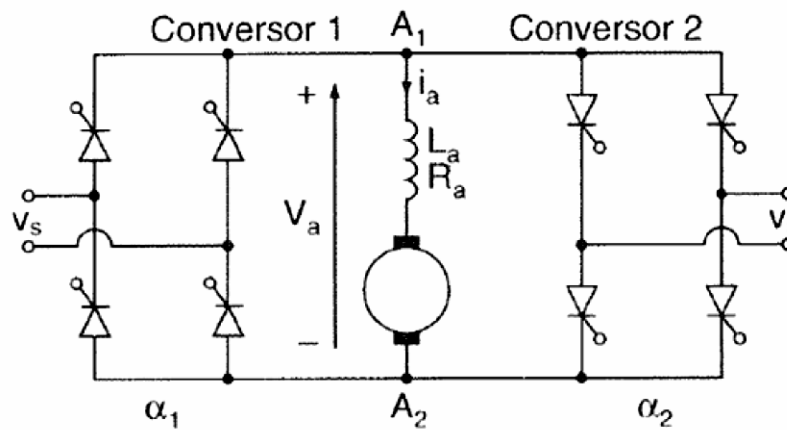 Conversor 1
A₁
Conversor 2
+
iₐ
Lₐ
Rₐ
vₛ
Vₐ
v
−
α₁
A₂
α₂